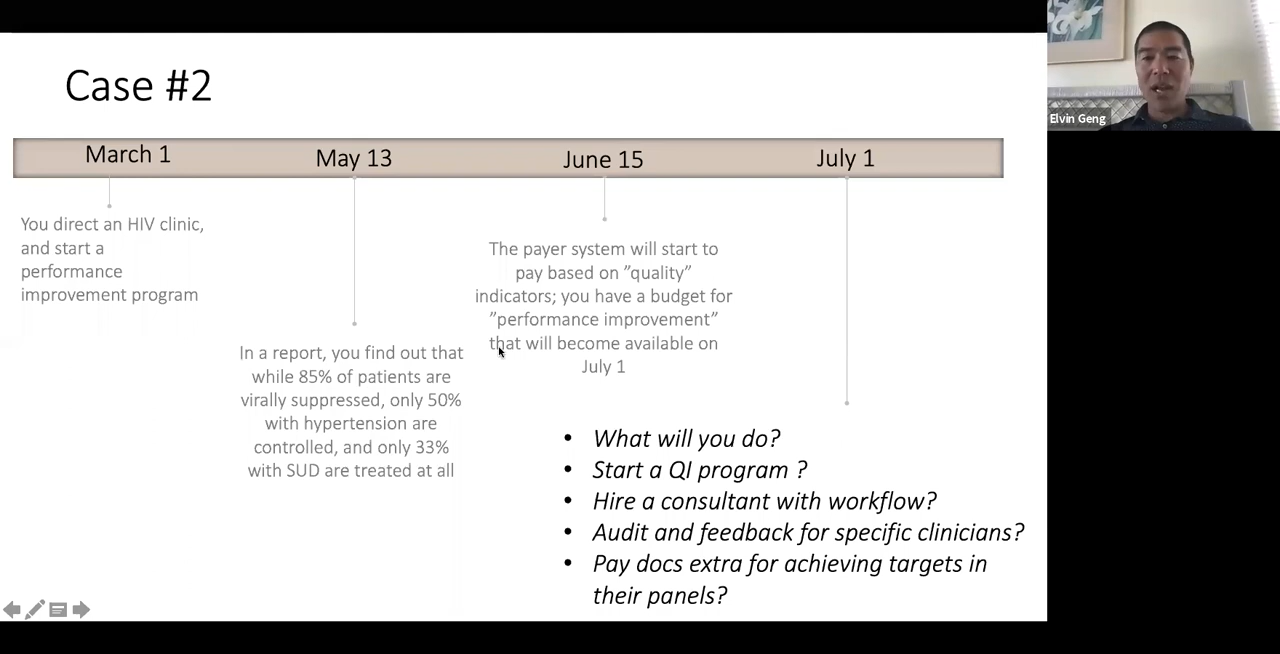 Case #2
March 1
May 13
June 15
July 1
You direct an HIV clinic,
and start a
performance
improvement program
In a report, you find out that
while 85% of patients are
virally suppressed, only 50%
with hypertension are
controlled, and only 33%
with SUD are treated at all
The payer system will start to
pay based on ”quality”
indicators; you have a budget for
”performance improvement”
that will become available on
July 1
• What will you do?
• Start a QI program ?
• Hire a consultant with workflow?
• Audit and feedback for specific clinicians?
• Pay docs extra for achieving targets in
their panels?
Elvin Geng